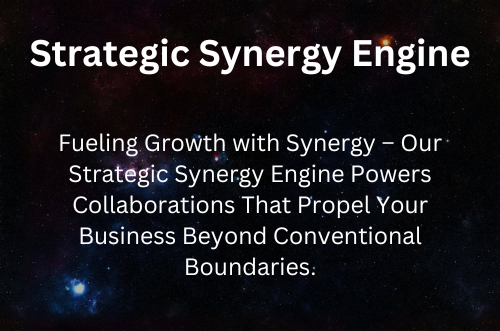 Strategic Synergy Engine
Fueling Growth with Synergy – Our
Strategic Synergy Engine Powers
Collaborations That Propel Your
Business Beyond Conventional
Boundaries.